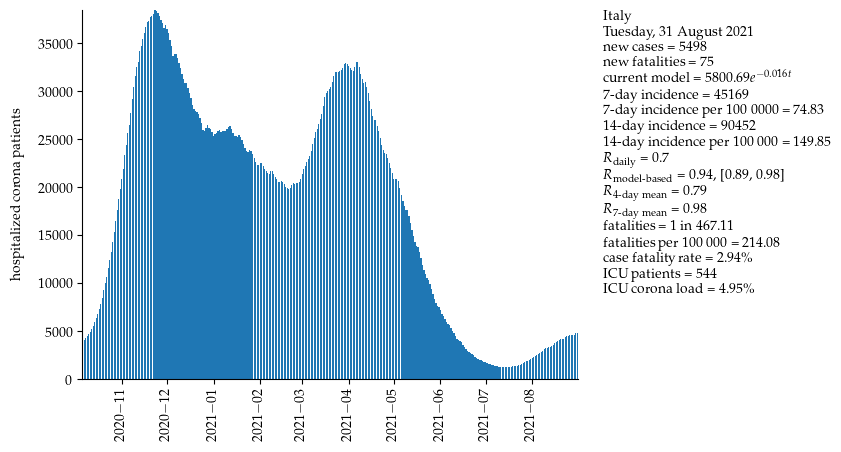 35000
30000
25000
20000
15000
10000
5000
0
hospitalized corona patients
2020−11
2020−12
2021−01
2021−02
2021−03
2021−04
2021−05
2021−06
2021−07
2021−08
Italy
Tuesday, 31 August 2021
new cases = 5498
new fatalities = 75
current model = 5800.69e^{−0.016t}
7-day incidence = 45169
7-day incidence per 100 0000 = 74.83
14-day incidence = 90452
14-day incidence per 100 000 = 149.85
R_daily = 0.7
R_model-based = 0.94, [0.89, 0.98]
R_4-day mean = 0.79
R_7-day mean = 0.98
fatalities = 1 in 467.11
fatalities per 100 000 = 214.08
case fatality rate = 2.94%
ICU patients = 544
ICU corona load = 4.95%